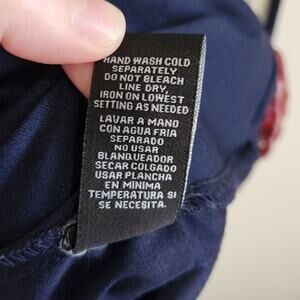 HAND WASH COLD
SEPARATELY
DO NOT BLEACH
LINE DRY,
IRON ON LOWEST
SETTING AS NEEDED
LAVAR A MANO
CON AGUA FRIA
SEPARADO
NO USAR
BLANQUEADOR
SECAR COLGADO
USAR PLANCHA
EN MINIMA
TEMPERATURA SI
SE NECESITA.